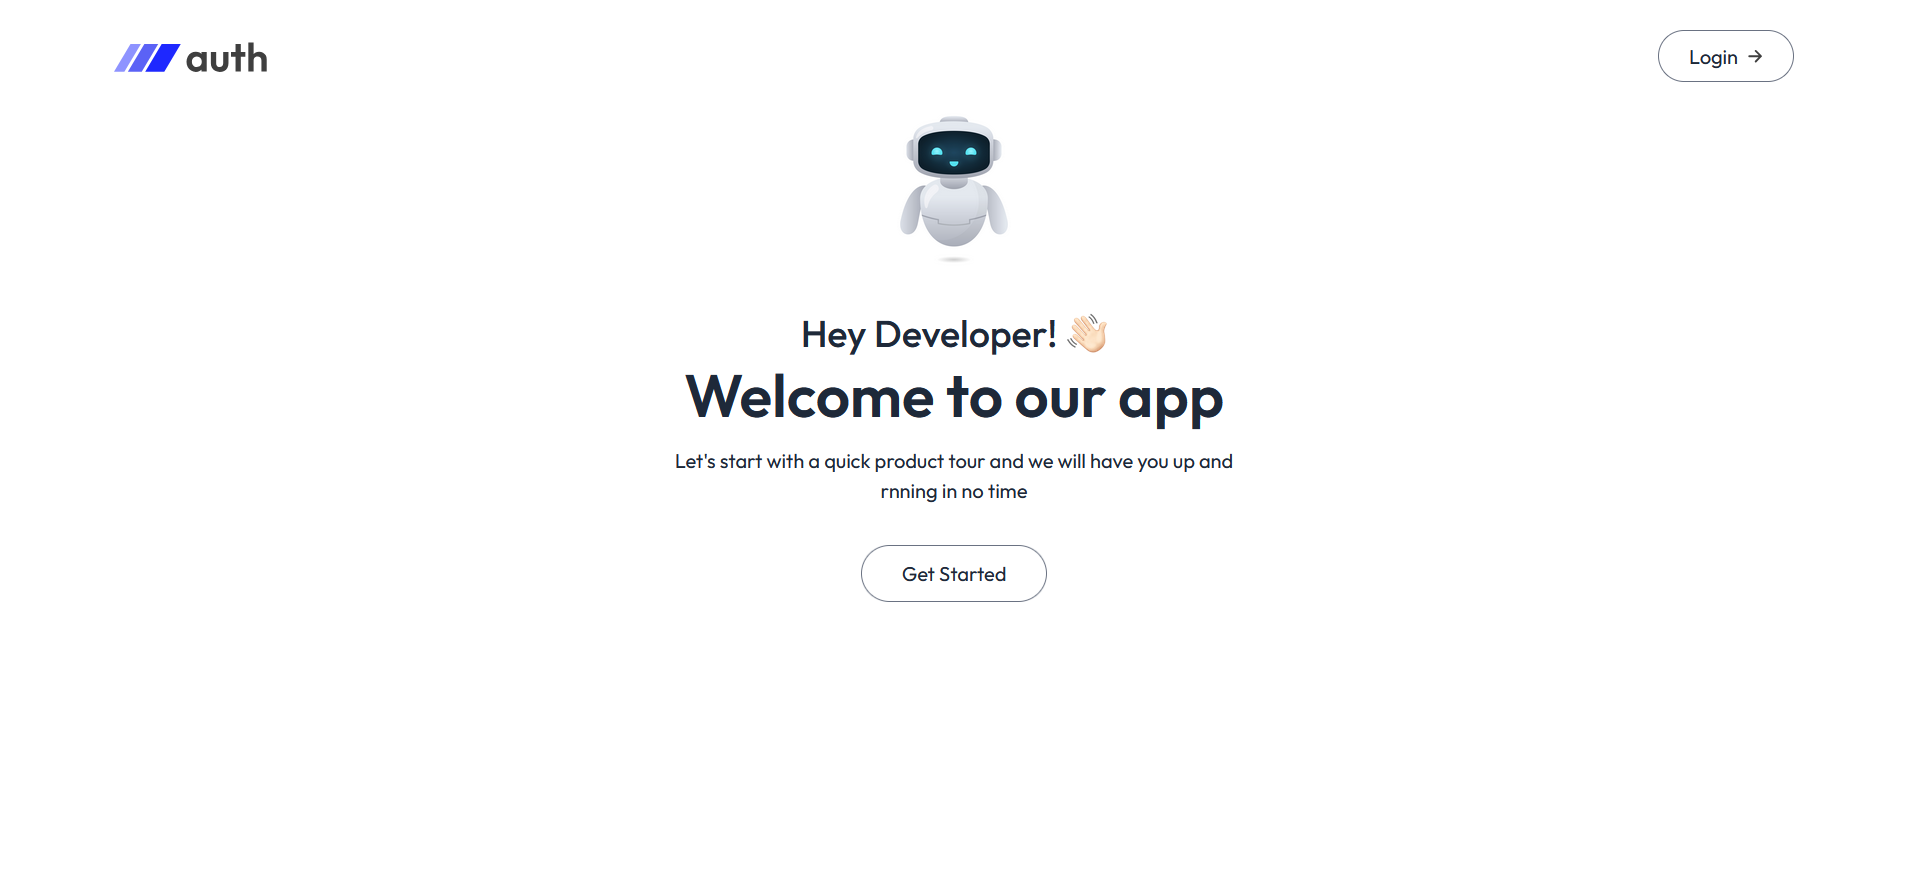 auth
Login →
Hey Developer! 👋🏻
Welcome to our app
Let's start with a quick product tour and we will have you up and
rnning in no time
Get Started